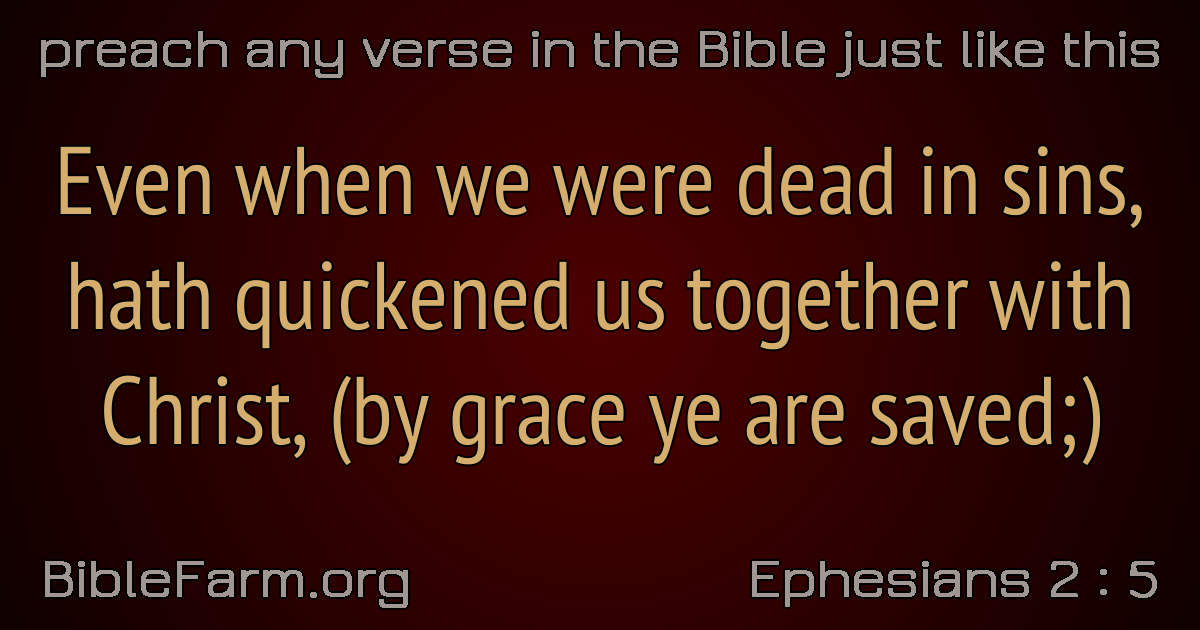 preach any verse in the Bible just like this
Even when we were dead in sins,
hath quickened us together with
Christ, (by grace ye are saved;)
BibleFarm.org
Ephesians 2 : 5